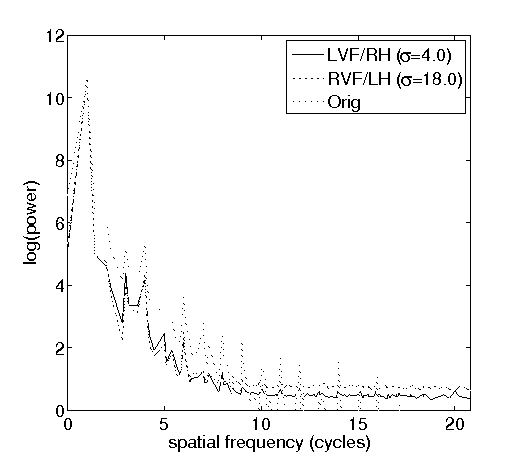 12
10
8
6
4
2
0
log(power)
LVF/RH (σ=4.0)
RVF/LH (σ=18.0)
Orig
0 5 10 15 20
spatial frequency (cycles)